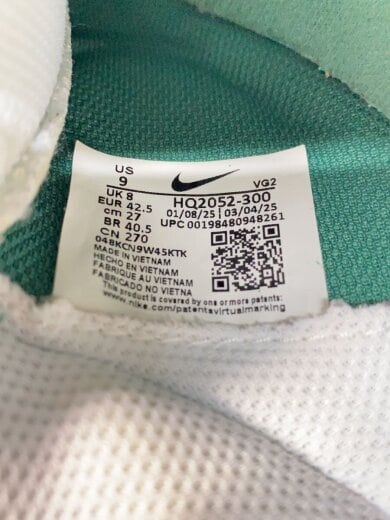 US
9
UK 8
EUR 42.5
cm 27
BR 40.5
CN 270
048KCN9W45KTK
MADE IN VIETNAM
HECHO EN VIETNAM
FABRIQUE AU VIETNAM
FABRICADO NO VIETNA
VG2
HQ2052-300
01/08/25 | 03/04/25
UPC 00198480948261
This product is covered by one or more patents:
www.nike.com/patentsvirtualmarking